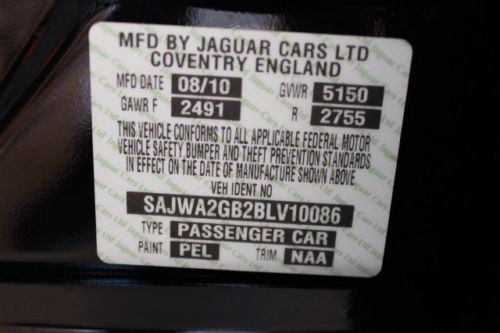 MFD BY JAGUAR CARS LTD
COVENTRY ENGLAND
MFD DATE 08/10 GVWR 5150
GAWR F 2491 R 2755
THIS VEHICLE CONFORMS TO ALL APPLICABLE FEDERAL MOTOR
VEHICLE SAFETY BUMPER AND THEFT PREVENTION STANDARDS
IN EFFECT ON THE DATE OF MANUFACTURE SHOWN ABOVE
VEH IDENT NO
SAJWA2GB2BLV10086
TYPE PASSENGER CAR
PAINT PEL TRIM NAA